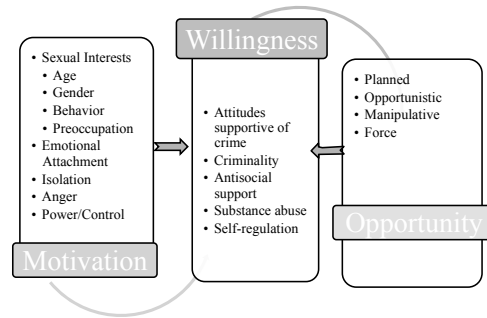 • Sexual Interests
• Age
• Gender
• Behavior
• Preoccupation
• Emotional
Attachment
• Isolation
• Anger
• Power/Control
Motivation
Willingness
• Attitudes
supportive of
crime
• Criminality
• Antisocial
support
• Substance abuse
• Self-regulation
• Planned
• Opportunistic
• Manipulative
• Force
Opportunity